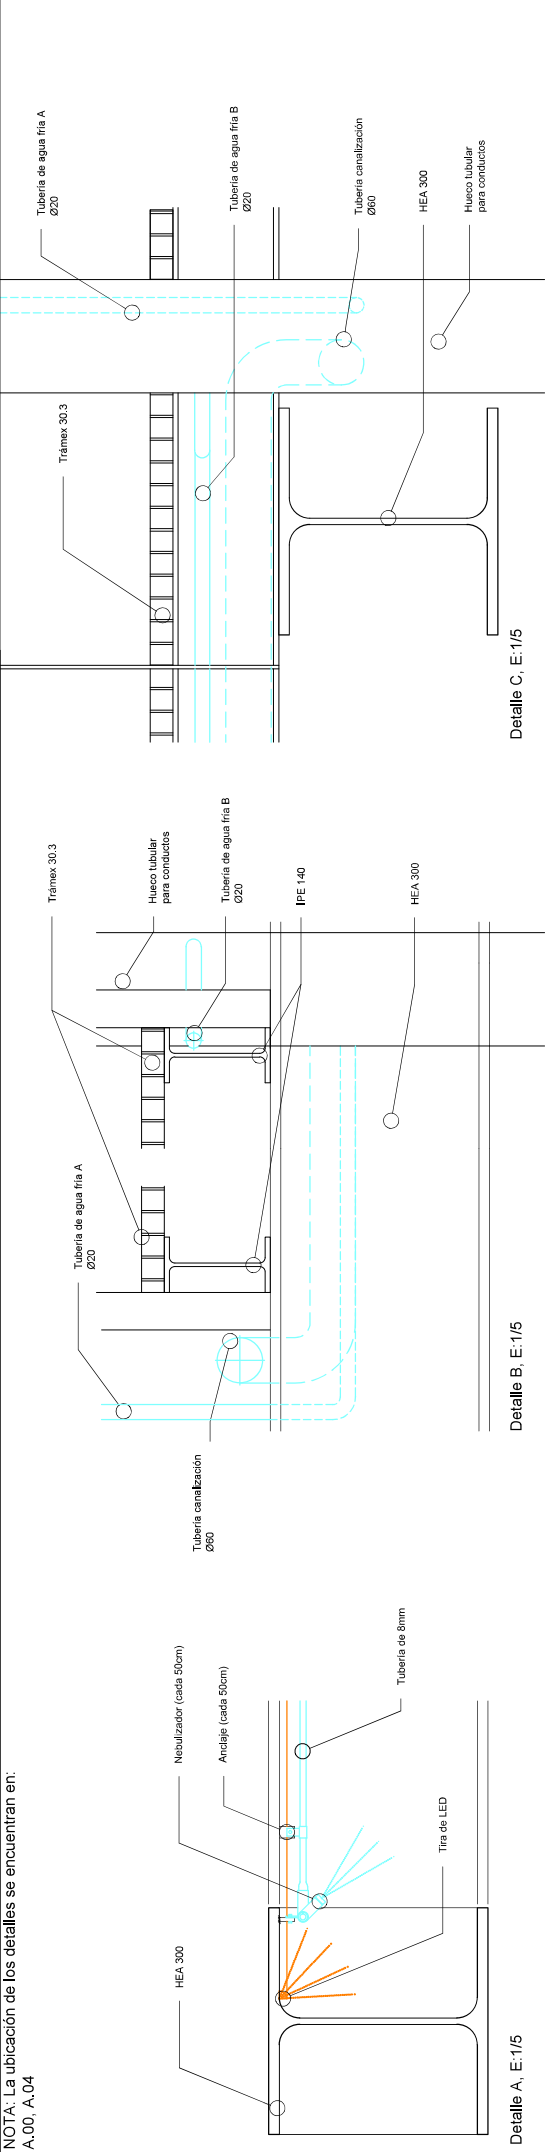 NOTA: La ubicación de los detalles se encuentran en:
A.00, A.04
HEA 300
Nebulizador (cada 50cm)
Anclaje (cada 50cm)
Tubería de 8mm
Tira de LED
Detalle A, E:1/5
Tubería de agua fría A
Ø20
Tubería canalización
Ø60
Trámex 30.3
Hueco tubular
para conductos
Tubería de agua fría B
Ø20
IPE 140
HEA 300
Detalle B, E:1/5
Trámex 30.3
Tubería de agua fría A
Ø20
Tubería de agua fría B
Ø20
Tubería canalización
Ø60
HEA 300
Hueco tubular
para conductos
Detalle C, E:1/5